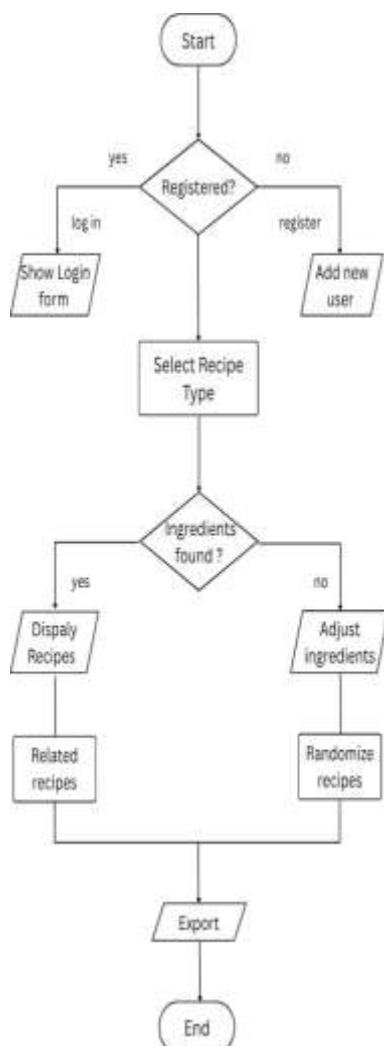 Start
yes
no
Registered?
log in
register
Show Login
form
Add new
user
Select Recipe
Type
Ingredients
found ?
yes
no
Dispaly
Recipes
Adjust
ingredients
Related
recipes
Randomize
recipes
Export
End